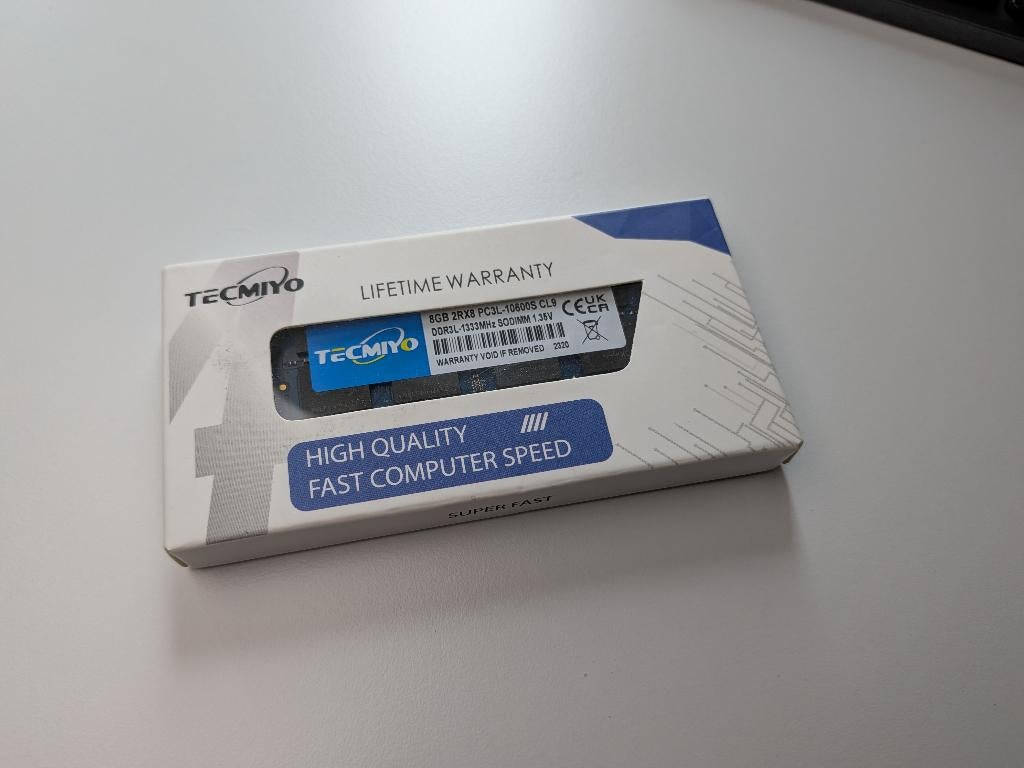 TECMIYO
LIFETIME WARRANTY
TECMIYO
8GB 2RX8 PC3L-10600S CL9
DDR3L-1333MHz SODIMM 1.35V
WARRANTY VOID IF REMOVED 2320
CE UK CA
HIGH QUALITY
FAST COMPUTER SPEED
SUPER FAST